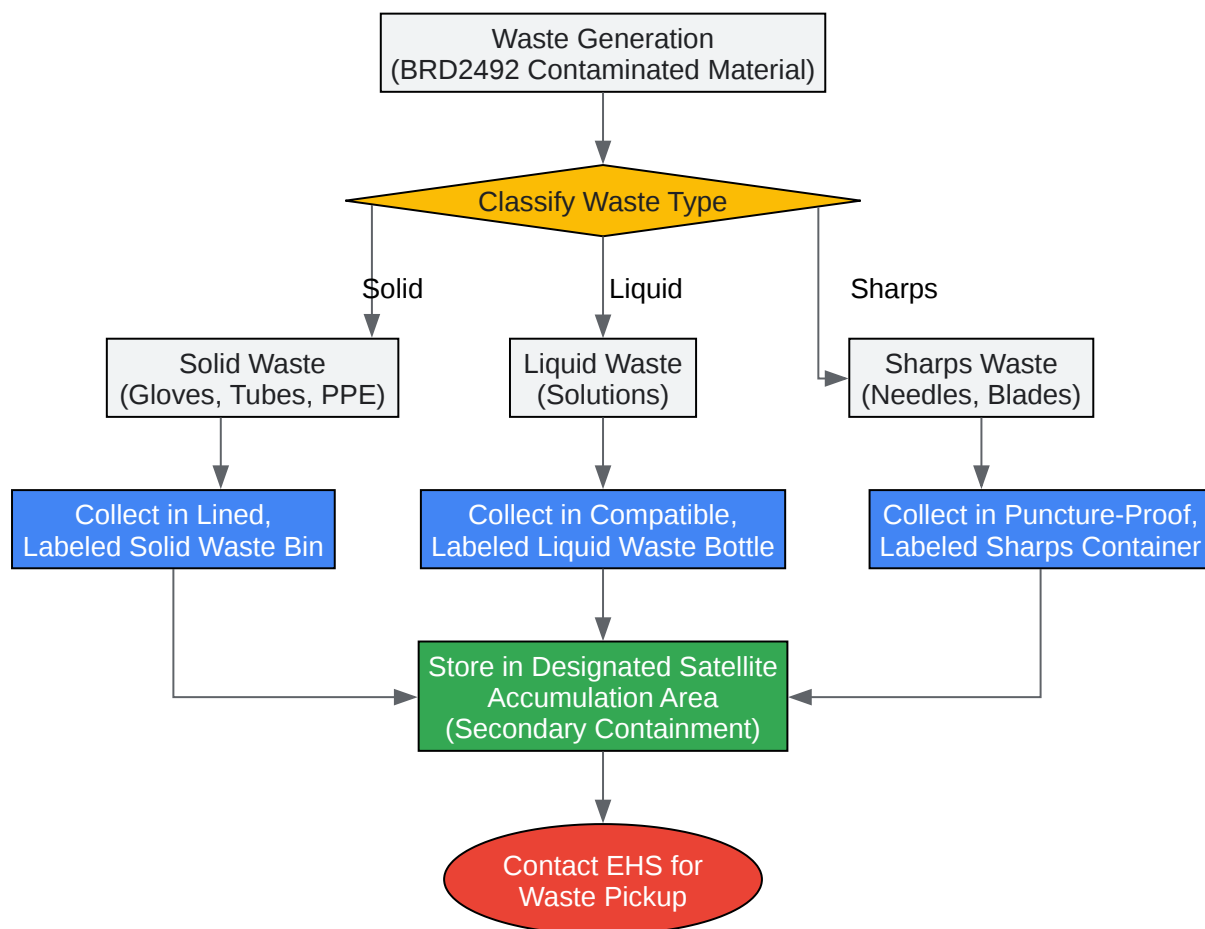 Waste Generation
(BRD2492 Contaminated Material)
Classify Waste Type
Solid
Liquid
Sharps
Solid Waste
(Gloves, Tubes, PPE)
Liquid Waste
(Solutions)
Sharps Waste
(Needles, Blades)
Collect in Lined,
Labeled Solid Waste Bin
Collect in Compatible,
Labeled Liquid Waste Bottle
Collect in Puncture-Proof,
Labeled Sharps Container
Store in Designated Satellite
Accumulation Area
(Secondary Containment)
Contact EHS for
Waste Pickup